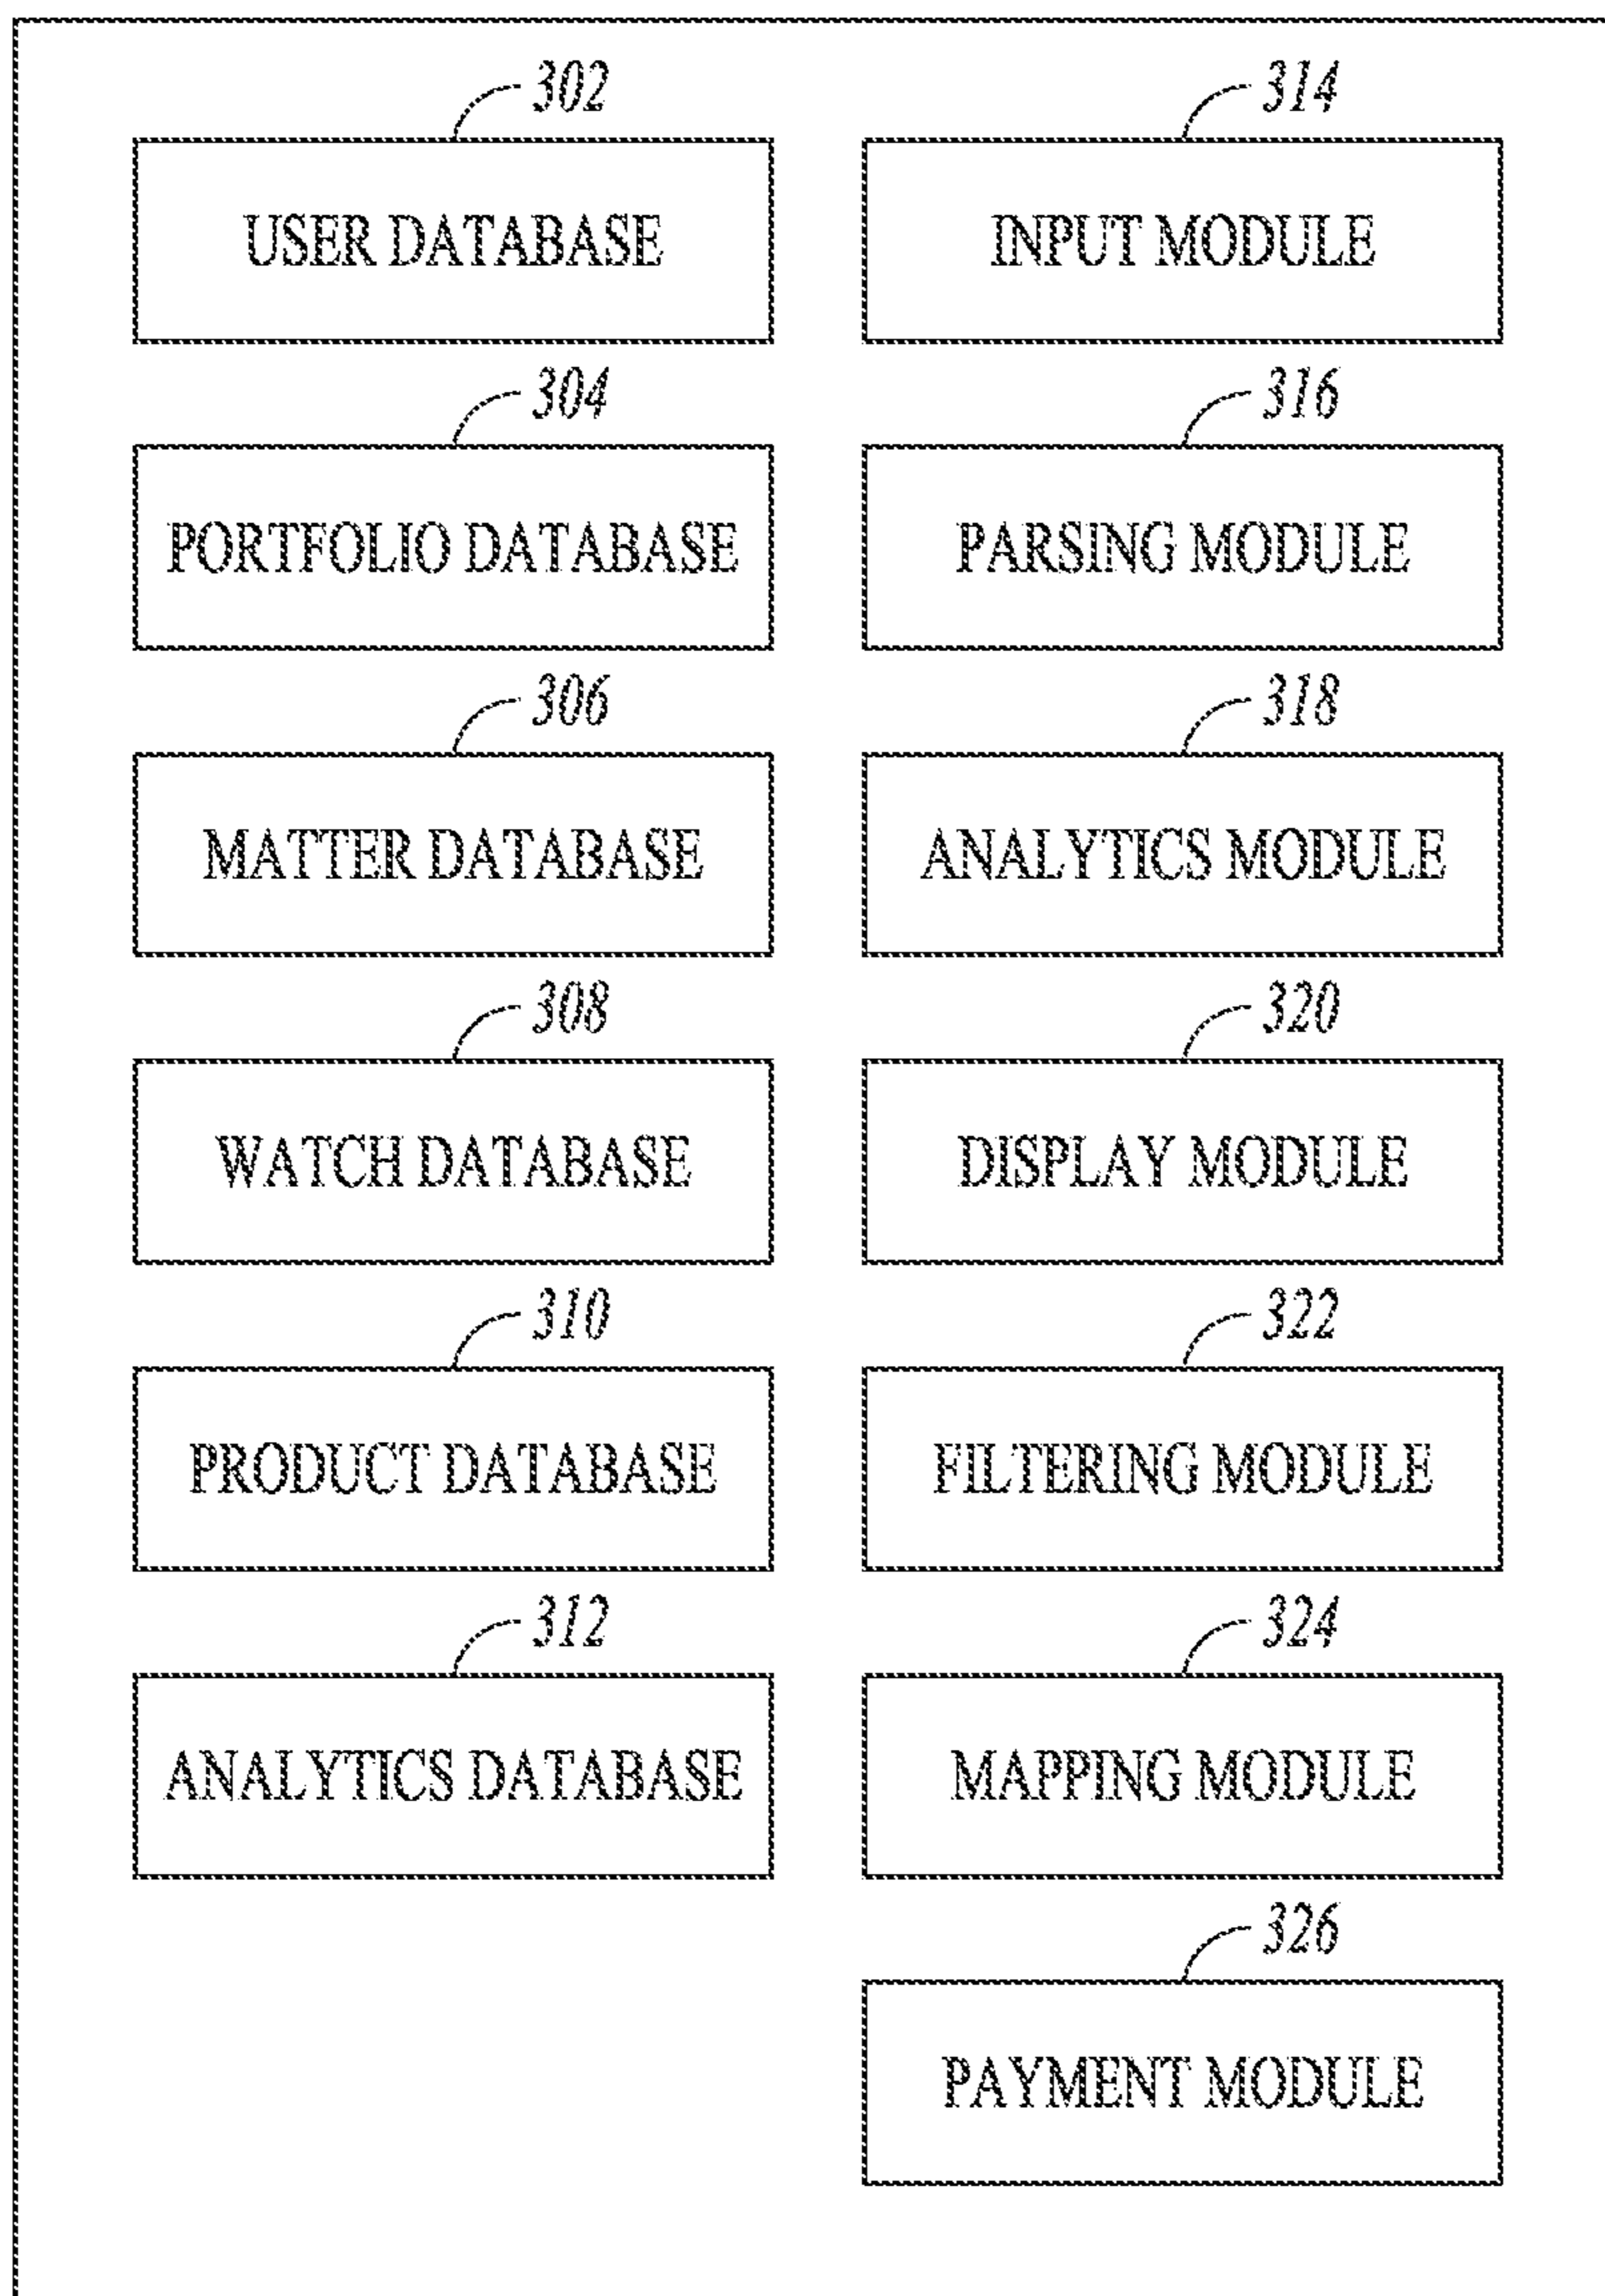 302
USER DATABASE
304
PORTFOLIO DATABASE
306
MATTER DATABASE
308
WATCH DATABASE
310
PRODUCT DATABASE
312
ANALYTICS DATABASE
314
INPUT MODULE
316
PARSING MODULE
318
ANALYTICS MODULE
320
DISPLAY MODULE
322
FILTERING MODULE
324
MAPPING MODULE
326
PAYMENT MODULE